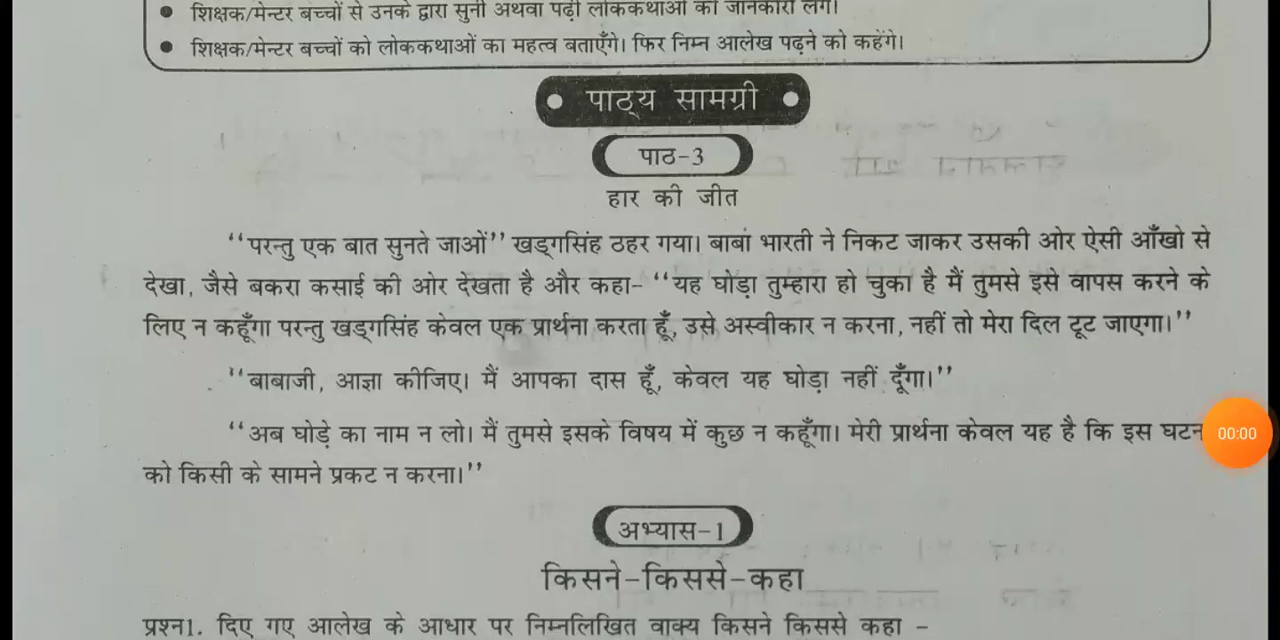 शिक्षक/मेन्टर बच्चों से उनके द्वारा सुनी अथवा पढ़ी लोककथाओं की जानकारी लेंगे।
शिक्षक/मेन्टर बच्चों को लोककथाओं का महत्व बताएँगे। फिर निम्न आलेख पढ़ने को कहेंगे।
पाठ्य सामग्री
पाठ-3
हार की जीत
‘‘परन्तु एक बात सुनते जाओं’’ खड्गसिंह ठहर गया। बाबां भारती ने निकट जाकर उसकी ओर ऐसी आँखो से
देखा, जैसे बकरा कसाई की ओर देखता है और कहा- ‘‘यह घोड़ा तुम्हारा हो चुका है मैं तुमसे इसे वापस करने के
लिए न कहूँगा परन्तु खड्गसिंह केवल एक प्रार्थना करता हूँ, उसे अस्वीकार न करना, नहीं तो मेरा दिल टूट जाएगा।’’
‘‘बाबाजी, आज्ञा कीजिए। मैं आपका दास हूँ, केवल यह घोड़ा नहीं दूँगा।’’
‘‘अब घोड़े का नाम न लो। मैं तुमसे इसके विषय में कुछ न कहूँगा। मेरी प्रार्थना केवल यह है कि इस घटन
को किसी के सामने प्रकट न करना।’’
00:00
अभ्यास-1
किसने-किससे-कहा
प्रश्न1. दिए गए आलेख के आधार पर निम्नलिखित वाक्य किसने किससे कहा -